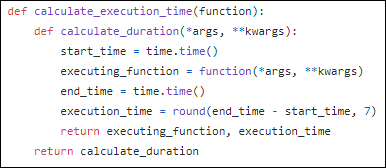 def calculate_execution_time(function):
    def calculate_duration(*args, **kwargs):
        start_time = time.time()
        executing_function = function(*args, **kwargs)
        end_time = time.time()
        execution_time = round(end_time - start_time, 7)
        return executing_function, execution_time
    return calculate_duration